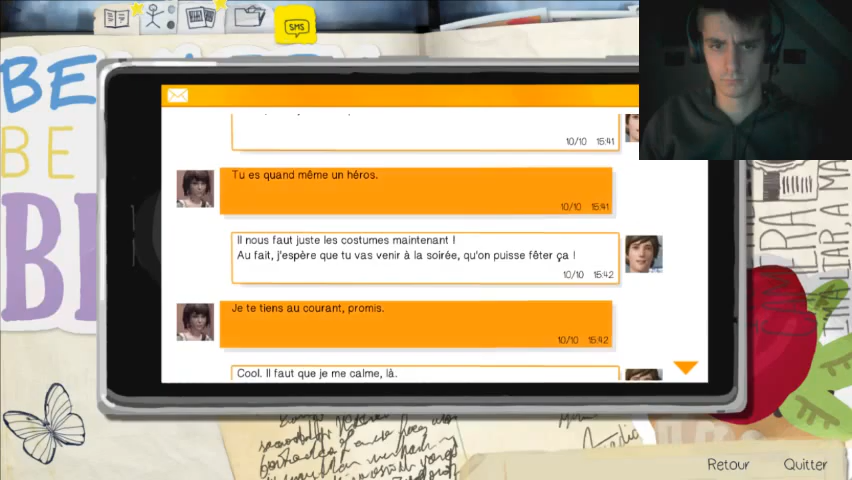 SMS
BE
BE
B
10/10 15:41
Tu es quand même un héros.
10/10 15:41
Il nous faut juste les costumes maintenant !
Au fait, j'espère que tu vas venir à la soirée, qu'on puisse fêter ça !
10/10 15:42
Je te tiens au courant, promis.
10/10 15:42
Cool. Il faut que je me calme, là.
CAMERA
Retour
Quitter